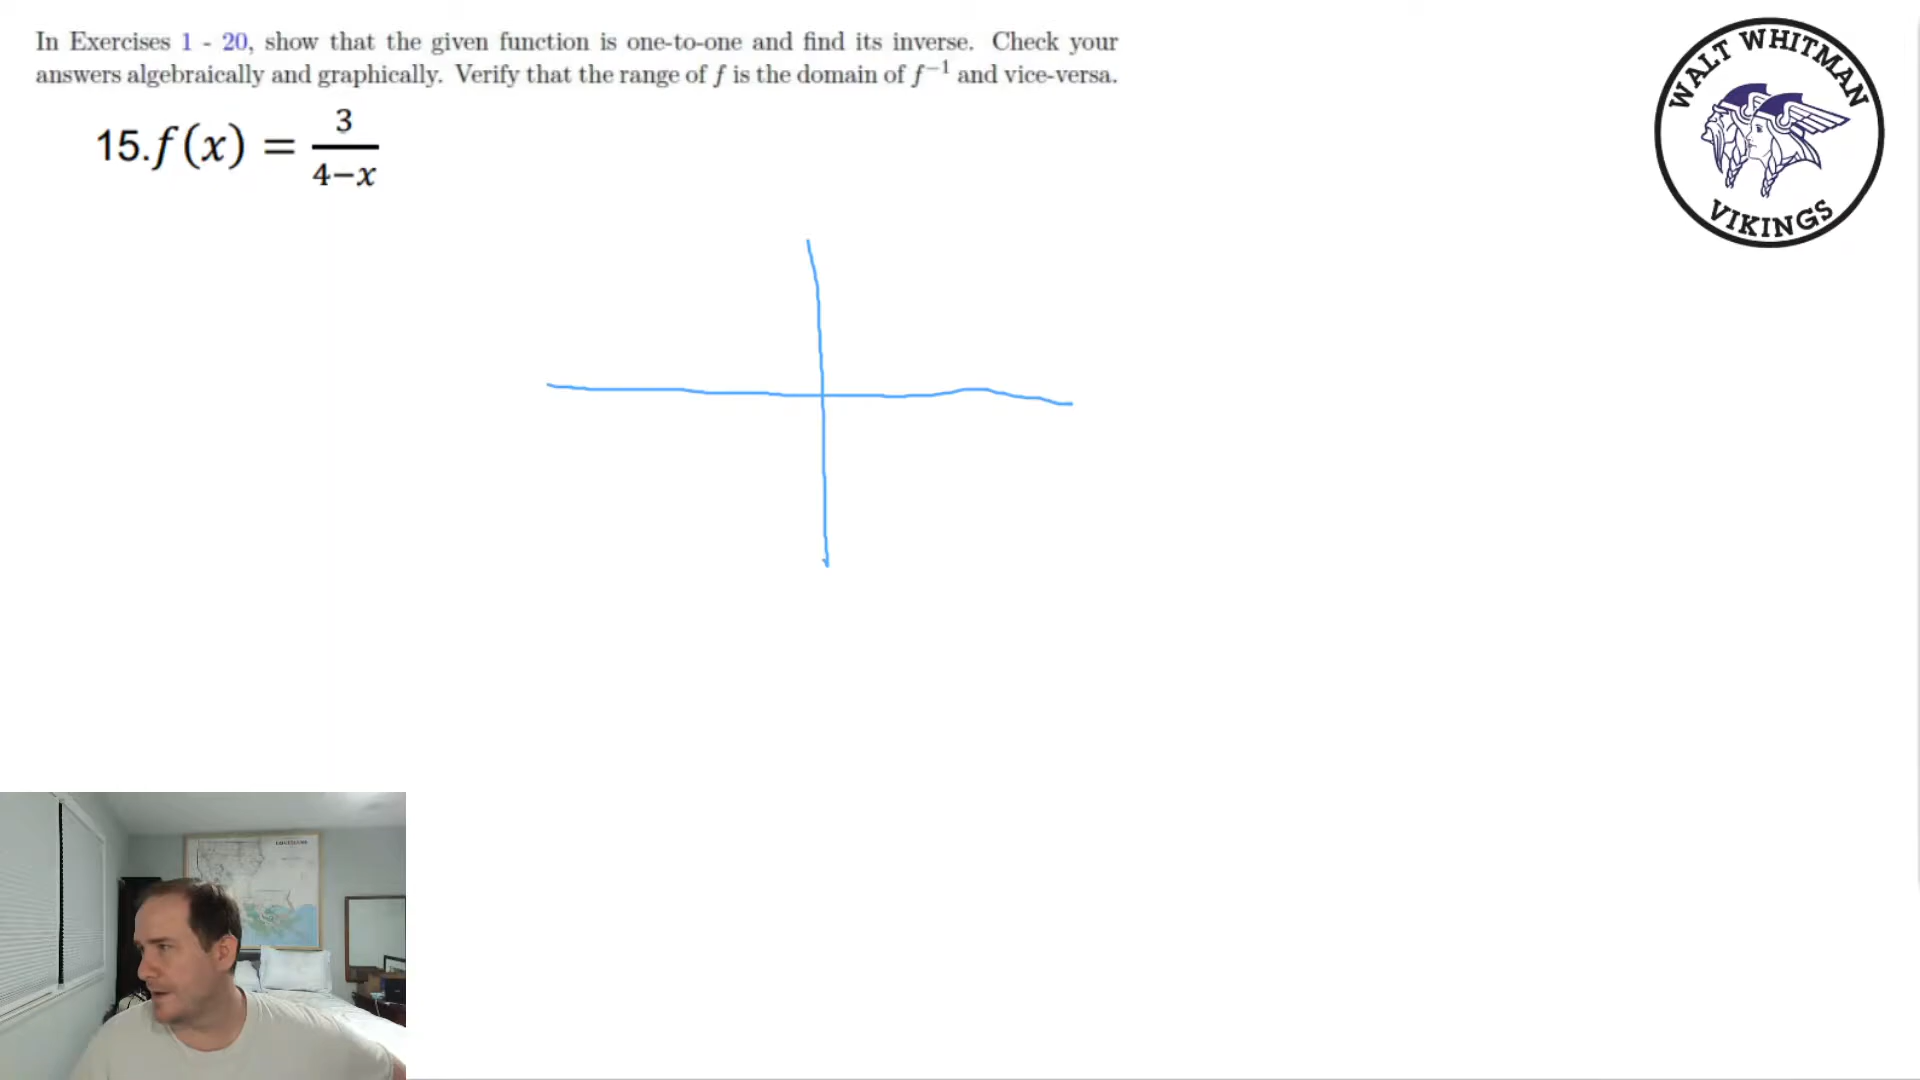 In Exercises 1 - 20, show that the given function is one-to-one and find its inverse. Check your
answers algebraically and graphically. Verify that the range of f is the domain of f⁻¹ and vice-versa.
15. f(x) = 3/(4−x)
WALT WHITMAN
VIKINGS
LOUISIANA